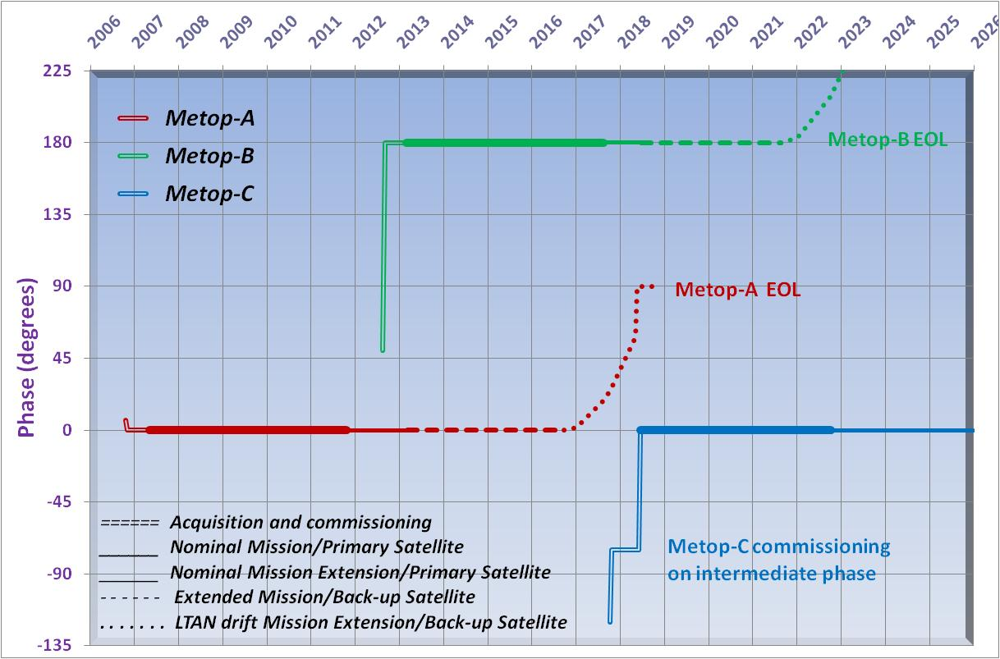 2006 2007 2008 2009 2010 2011 2012 2013 2014 2015 2016 2017 2018 2019 2020 2021 2022 2023 2024 2025 2026
225
Metop-A
180
Metop-B EOL
Metop-B
Metop-C
135
90
Metop-A EOL
Phase (degrees)
45
0
-45
====== Acquisition and commissioning
______ Nominal Mission/Primary Satellite
Metop-C commissioning
______ Nominal Mission Extension/Primary Satellite
on intermediate phase
-90
- - - - - - Extended Mission/Back-up Satellite
. . . . . . . LTAN drift Mission Extension/Back-up Satellite
-135